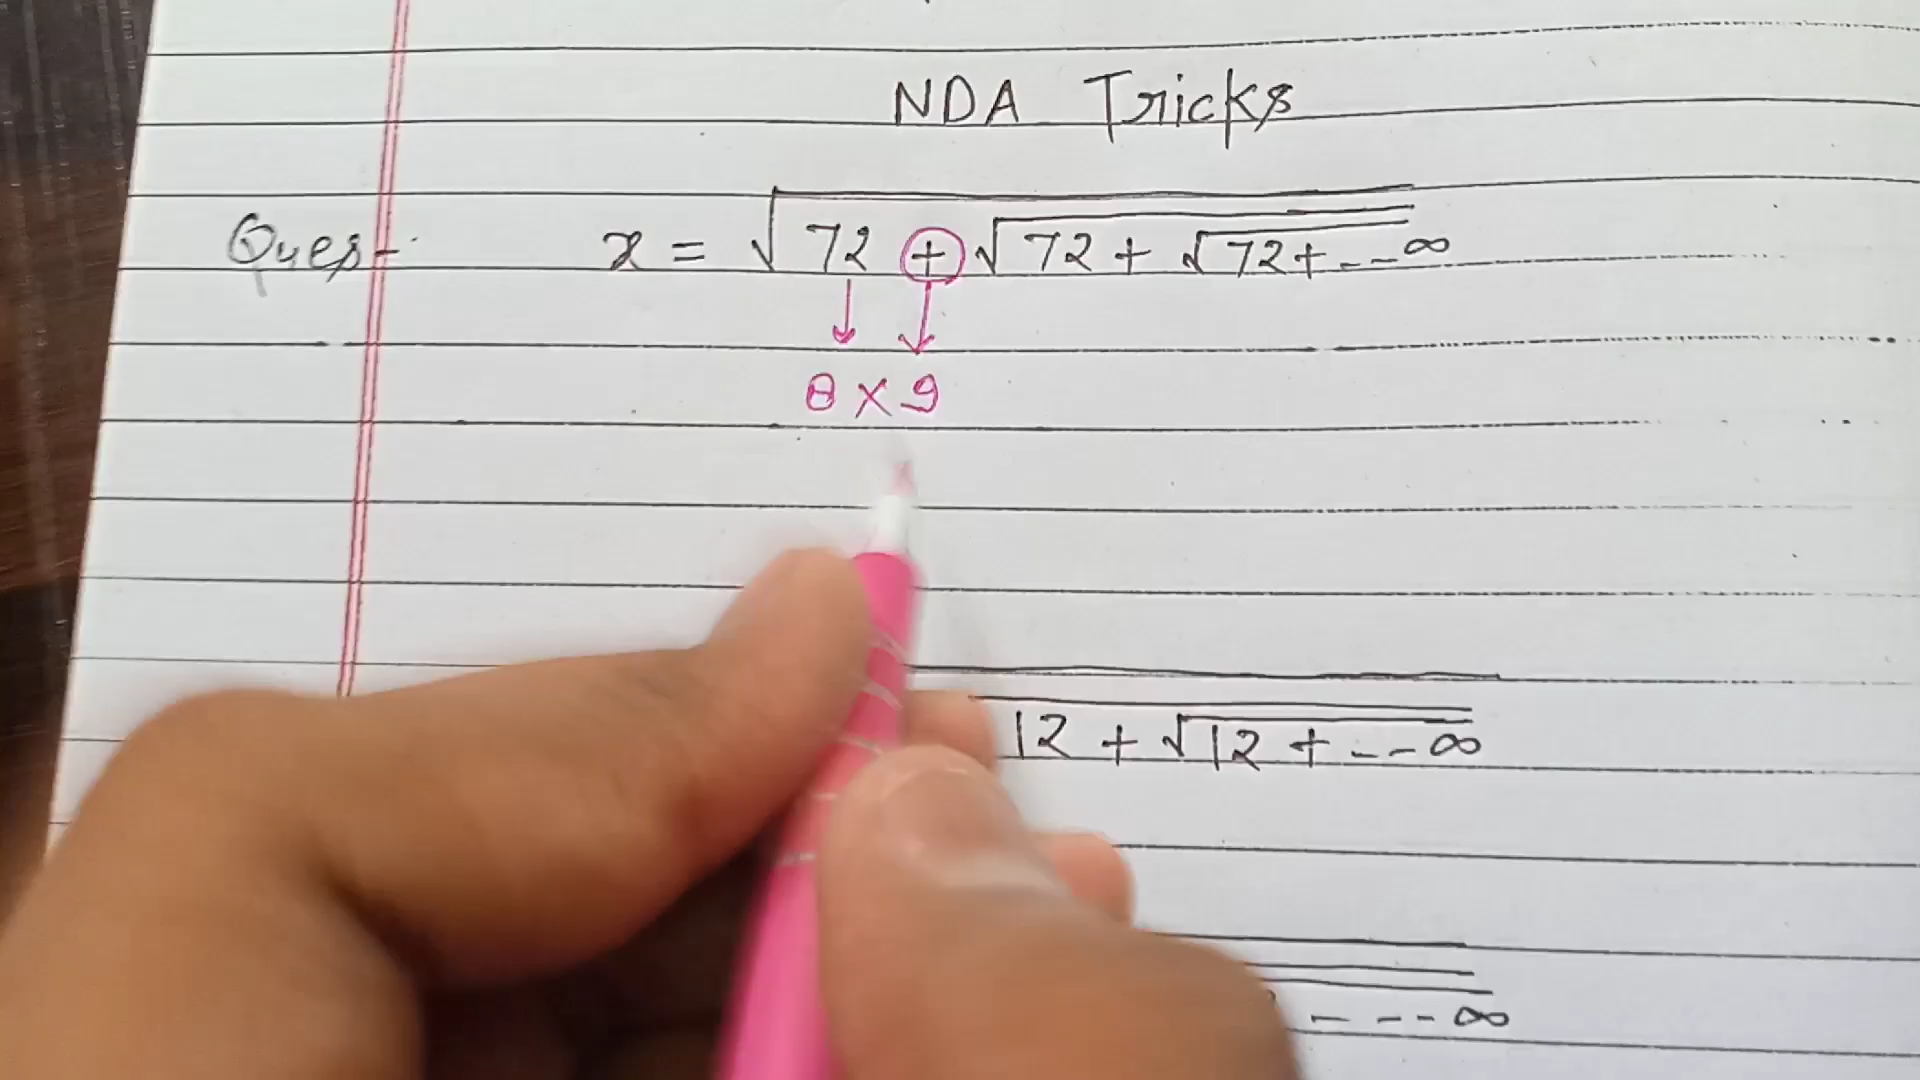 NDA Tricks
Ques- x = √72 + √72 + √72 + - - ∞
8 × 9
12 + √12 + - - ∞
- - - ∞